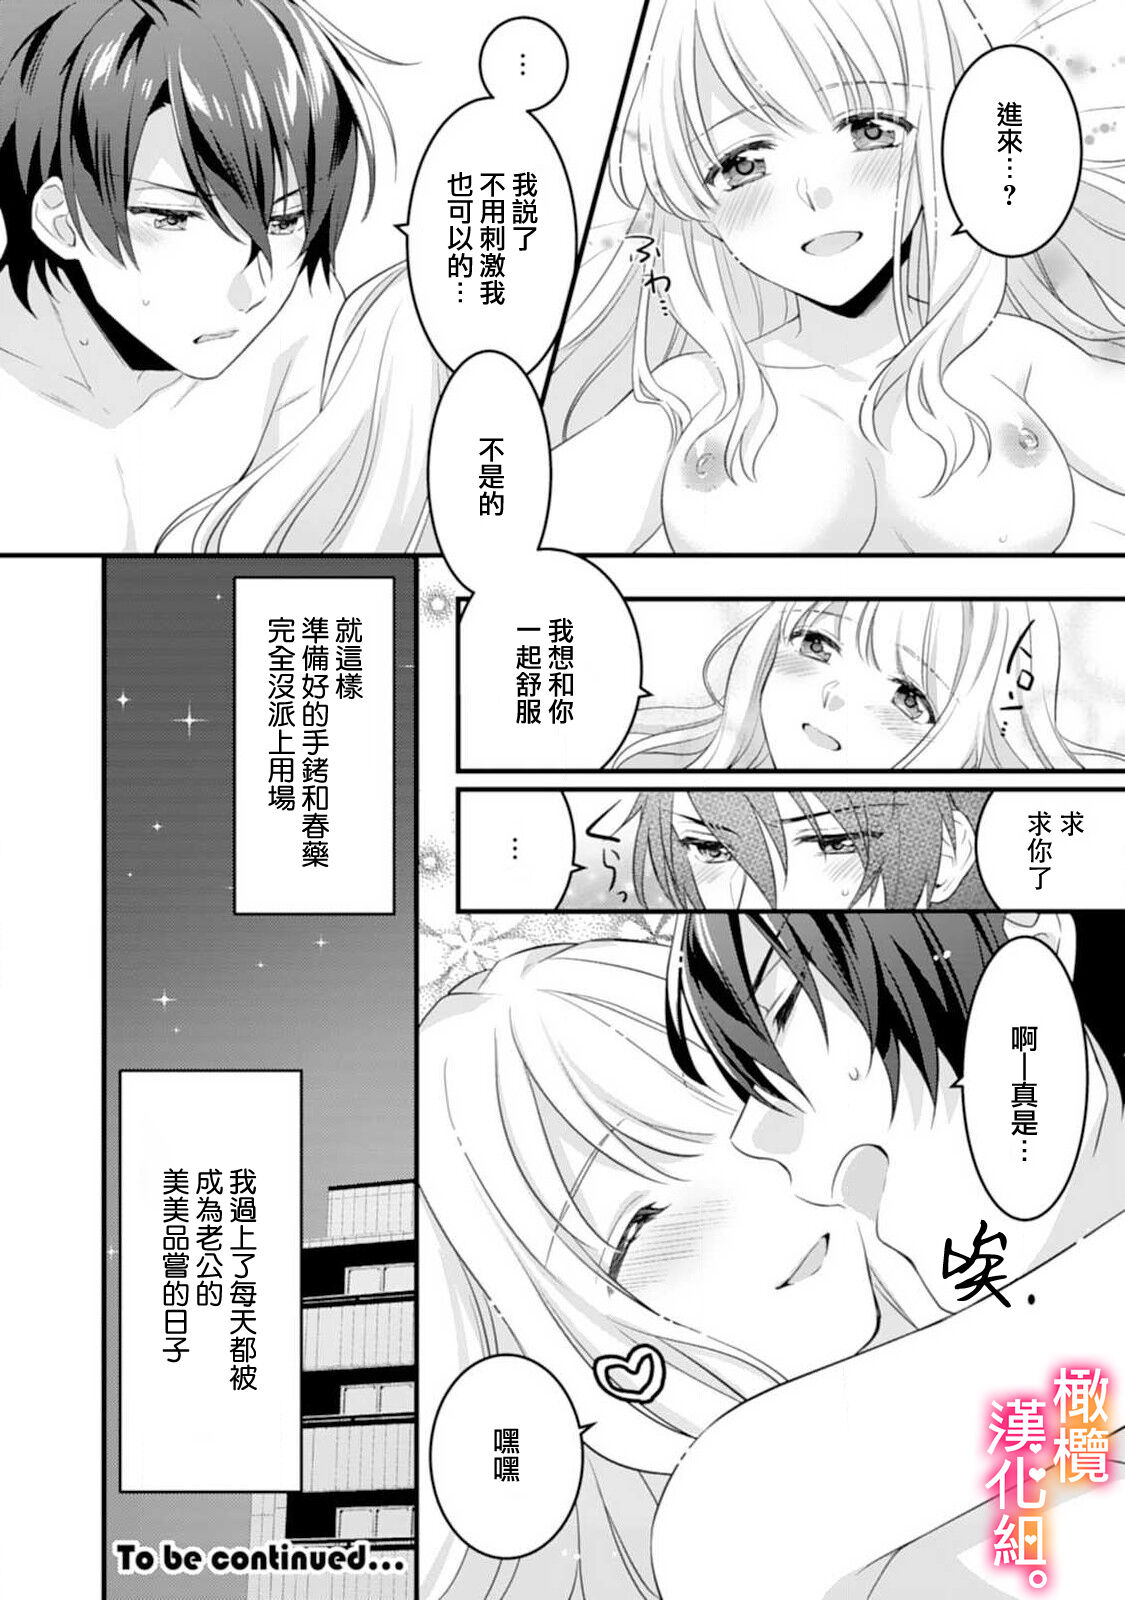 進來…?
ふわ…
…
我説了
不用刺激我
也可以的…
不是的
我想和你
一起舒服
トロン
求
求你了
…
啊—真是…
唉.
嘿嘿
就這樣
準備好的手銬和春藥
完全沒派上用場
我過上了每天都被
成為老公的
美美品嘗的日子
To be continued...
橄欖
漢化組。